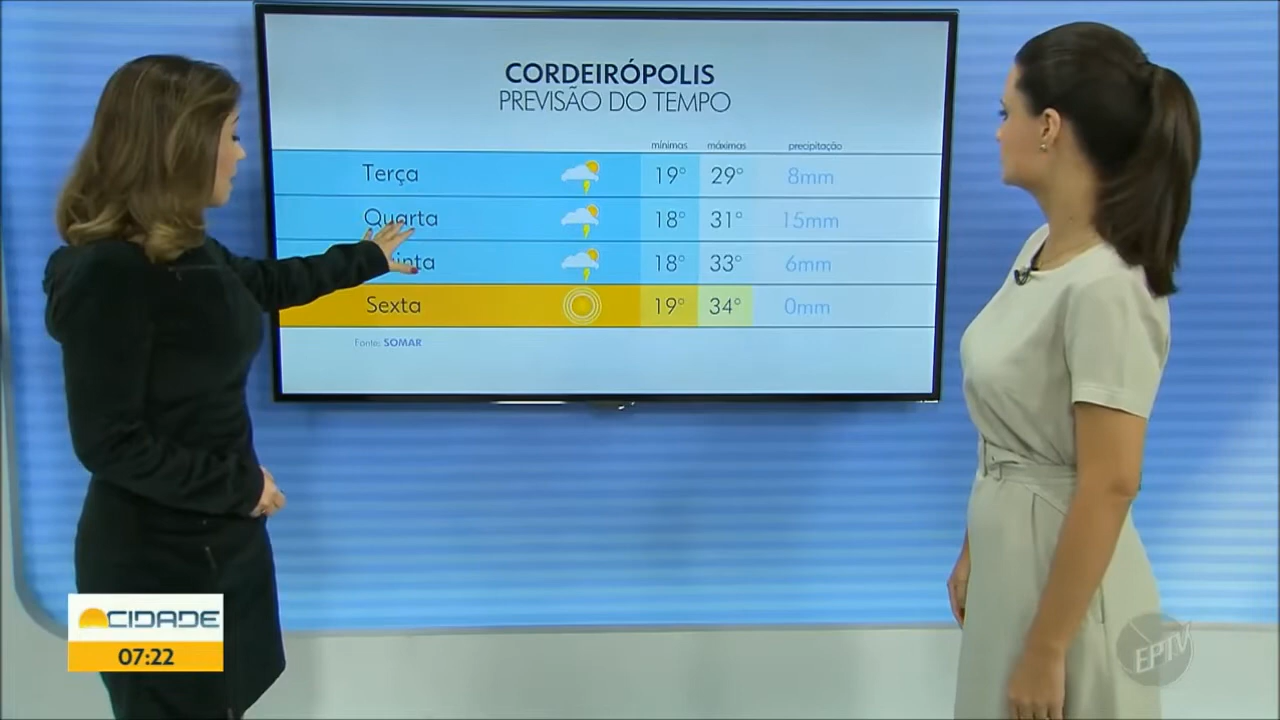 CORDEIRÓPOLIS
PREVISÃO DO TEMPO
mínimas máximas precipitação
Terça 19° 29° 8mm
Quarta 18° 31° 15mm
inta 18° 33° 6mm
Sexta 19° 34° 0mm
Fonte: SOMAR
CIDADE
07:22
EPTV